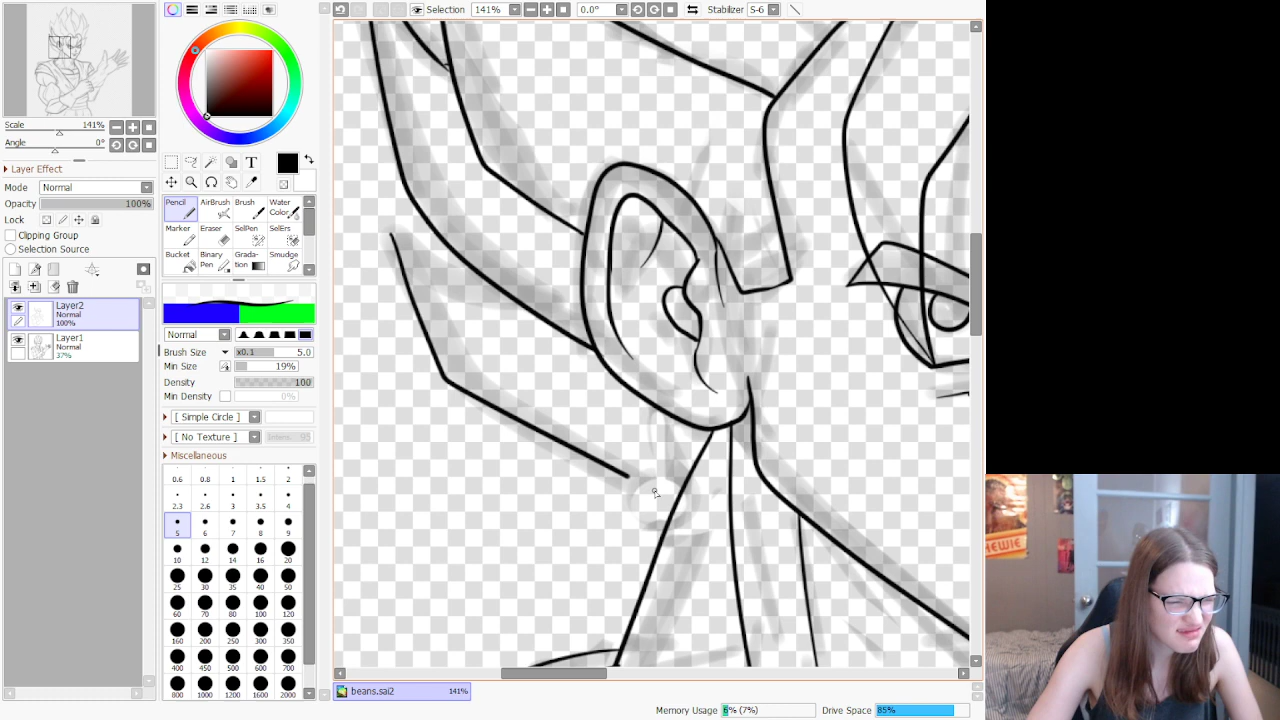 Selection 141% 0.0° Stabilizer S-6
Scale 141%
Angle 0°
Layer Effect
Mode Normal
Opacity 100%
Lock
Clipping Group
Selection Source
Layer2
Normal
100%
Layer1
Normal
37%
T
Pencil AirBrush Brush Water Color
Marker Eraser SelPen SelErs
Bucket Binary Pen Grada-tion Smudge
Normal
Brush Size x0.1 5.0
Min Size 19%
Density 100
Min Density 0%
[ Simple Circle ]
[ No Texture ] Intens. 95
Miscellaneous
0.6 0.8 1 1.5 2
2.3 2.6 3 3.5 4
5 6 7 8 9
10 12 14 16 20
25 30 35 40 50
60 70 80 100 120
160 200 250 300 350
400 450 500 600 700
800 1000 1200 1600 2000
beans.sai2 141%
Memory Usage 6% (7%) Drive Space 85%
HEWIE